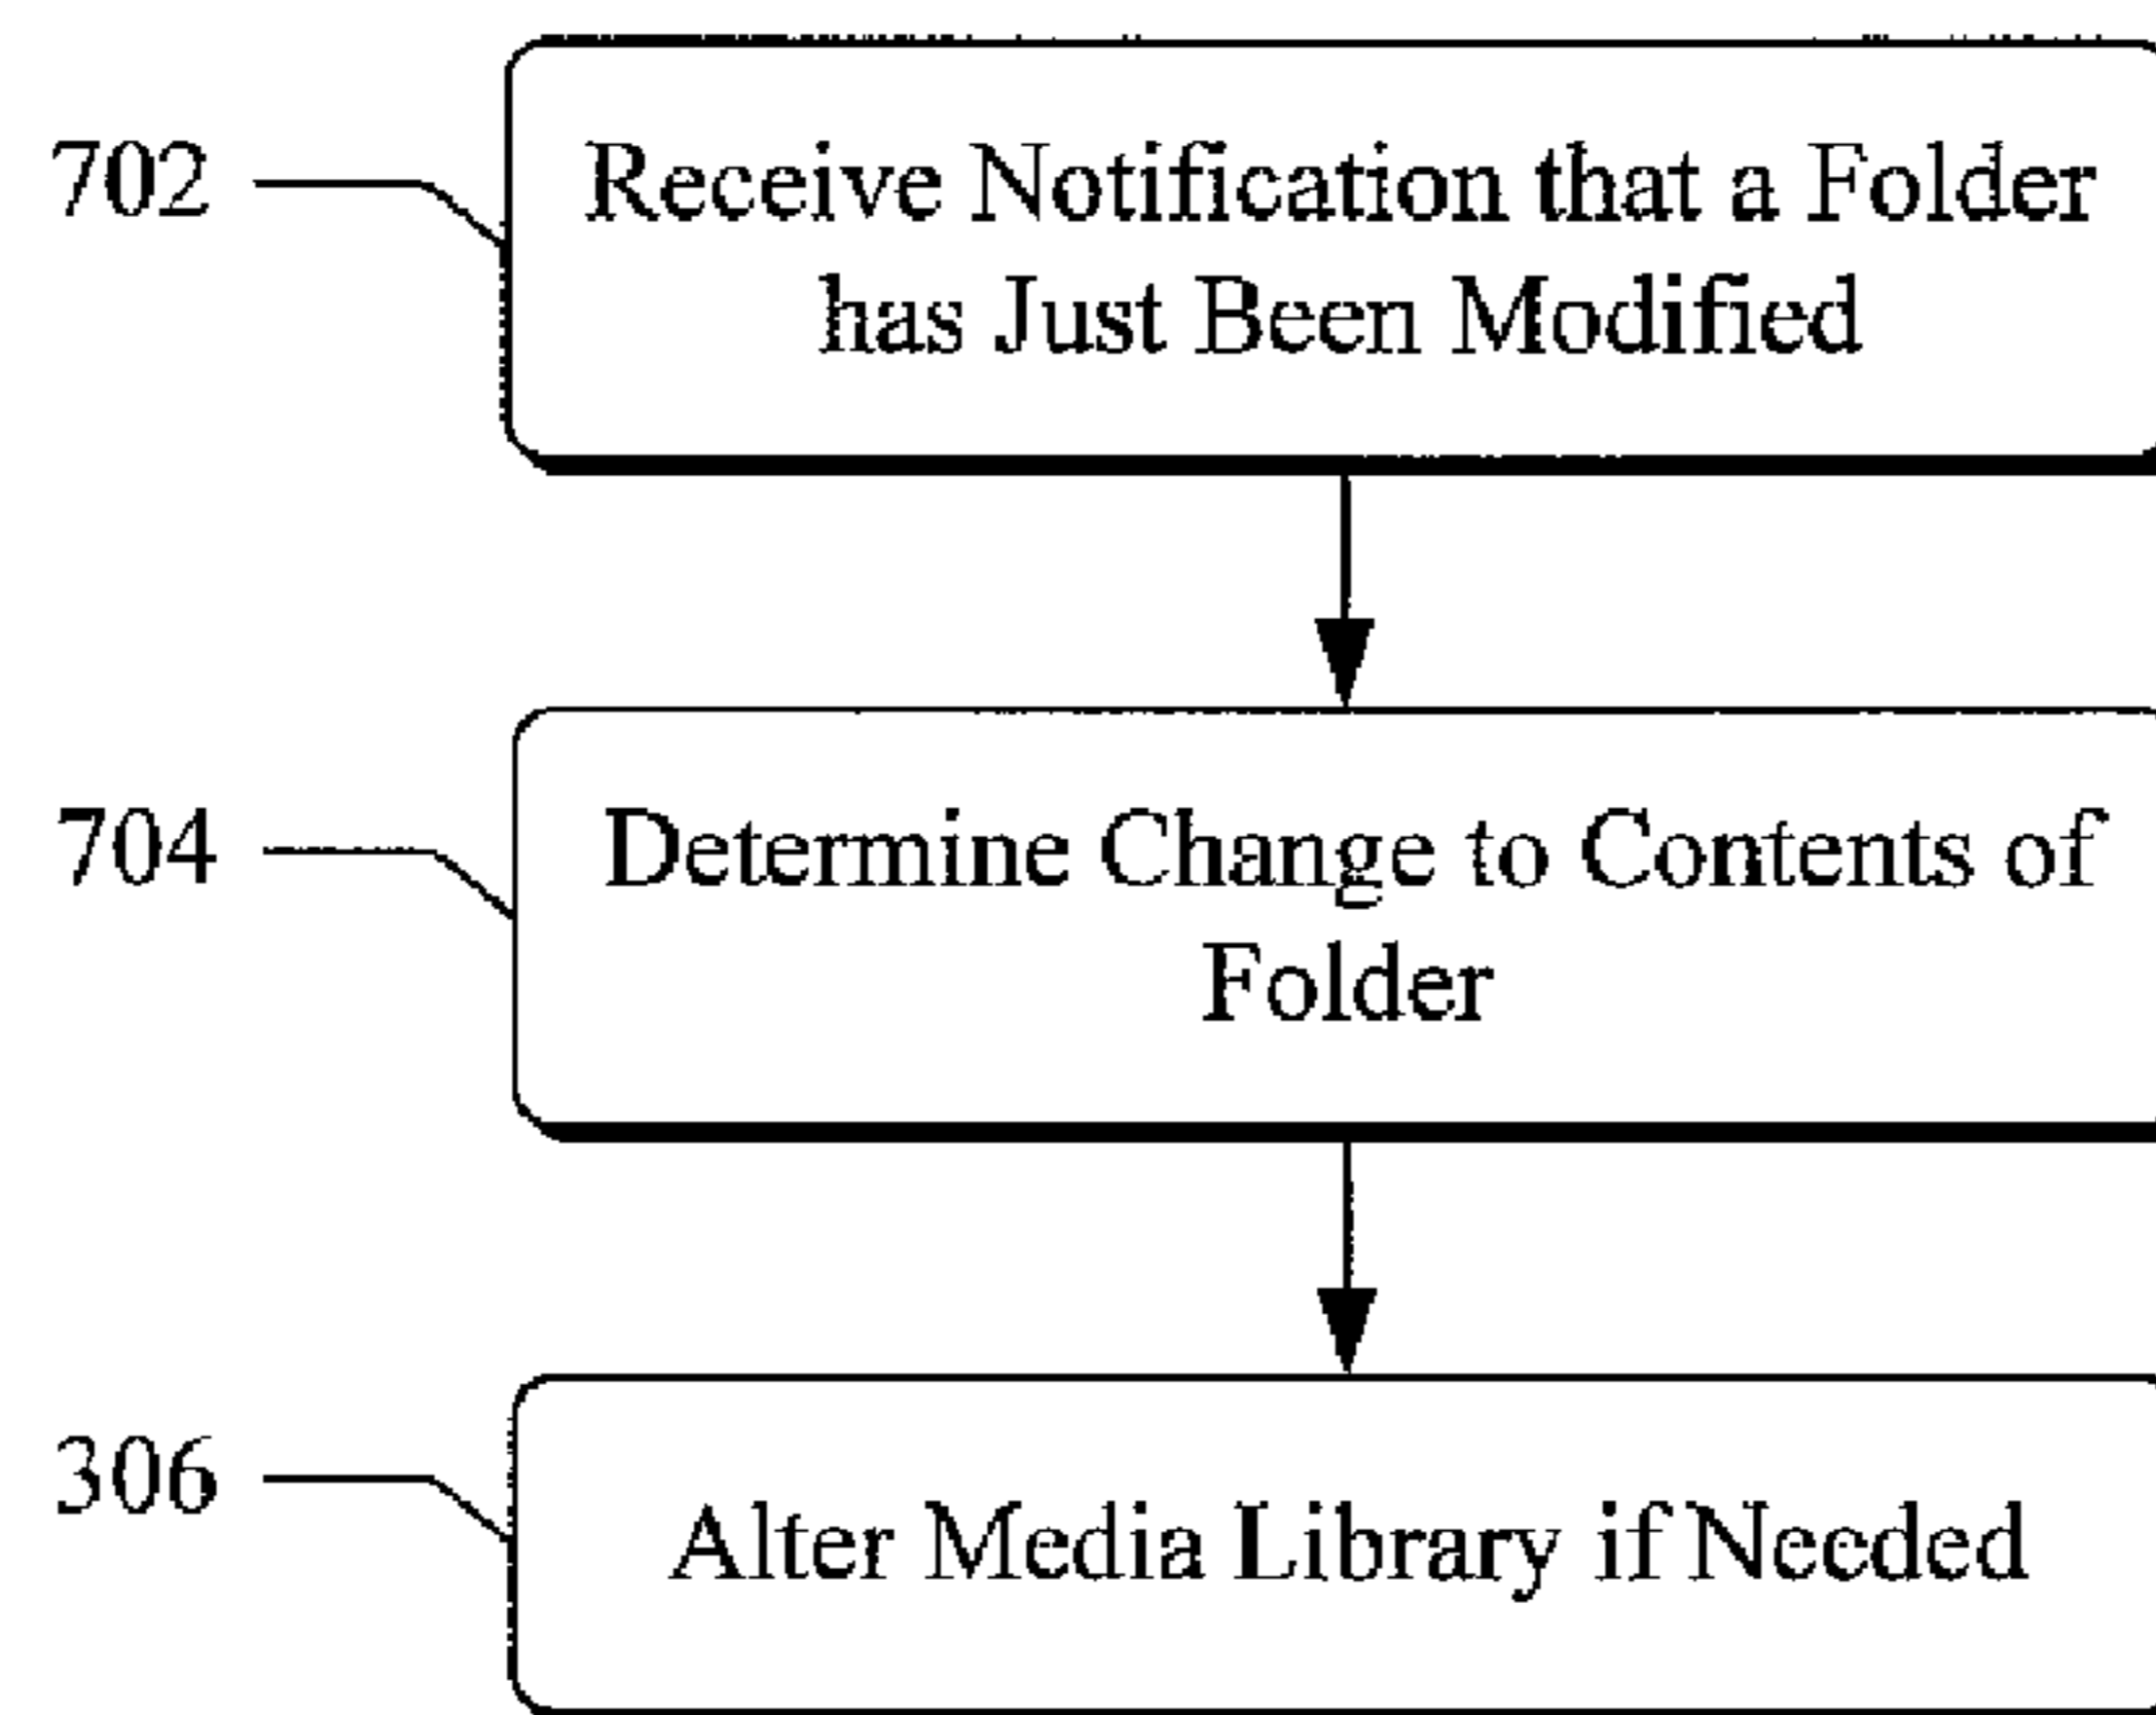 702
Receive Notification that a Folder
has Just Been Modified
704
Determine Change to Contents of
Folder
306
Alter Media Library if Needed